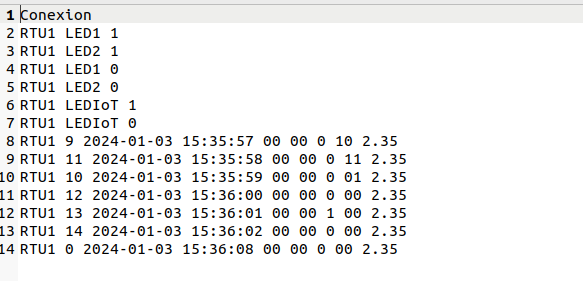 1 Conexion
2 RTU1 LED1 1
3 RTU1 LED2 1
4 RTU1 LED1 0
5 RTU1 LED2 0
6 RTU1 LEDIoT 1
7 RTU1 LEDIoT 0
8 RTU1 9 2024-01-03 15:35:57 00 00 0 10 2.35
9 RTU1 11 2024-01-03 15:35:58 00 00 0 11 2.35
10 RTU1 10 2024-01-03 15:35:59 00 00 0 01 2.35
11 RTU1 12 2024-01-03 15:36:00 00 00 0 00 2.35
12 RTU1 13 2024-01-03 15:36:01 00 00 1 00 2.35
13 RTU1 14 2024-01-03 15:36:02 00 00 0 00 2.35
14 RTU1 0 2024-01-03 15:36:08 00 00 0 00 2.35